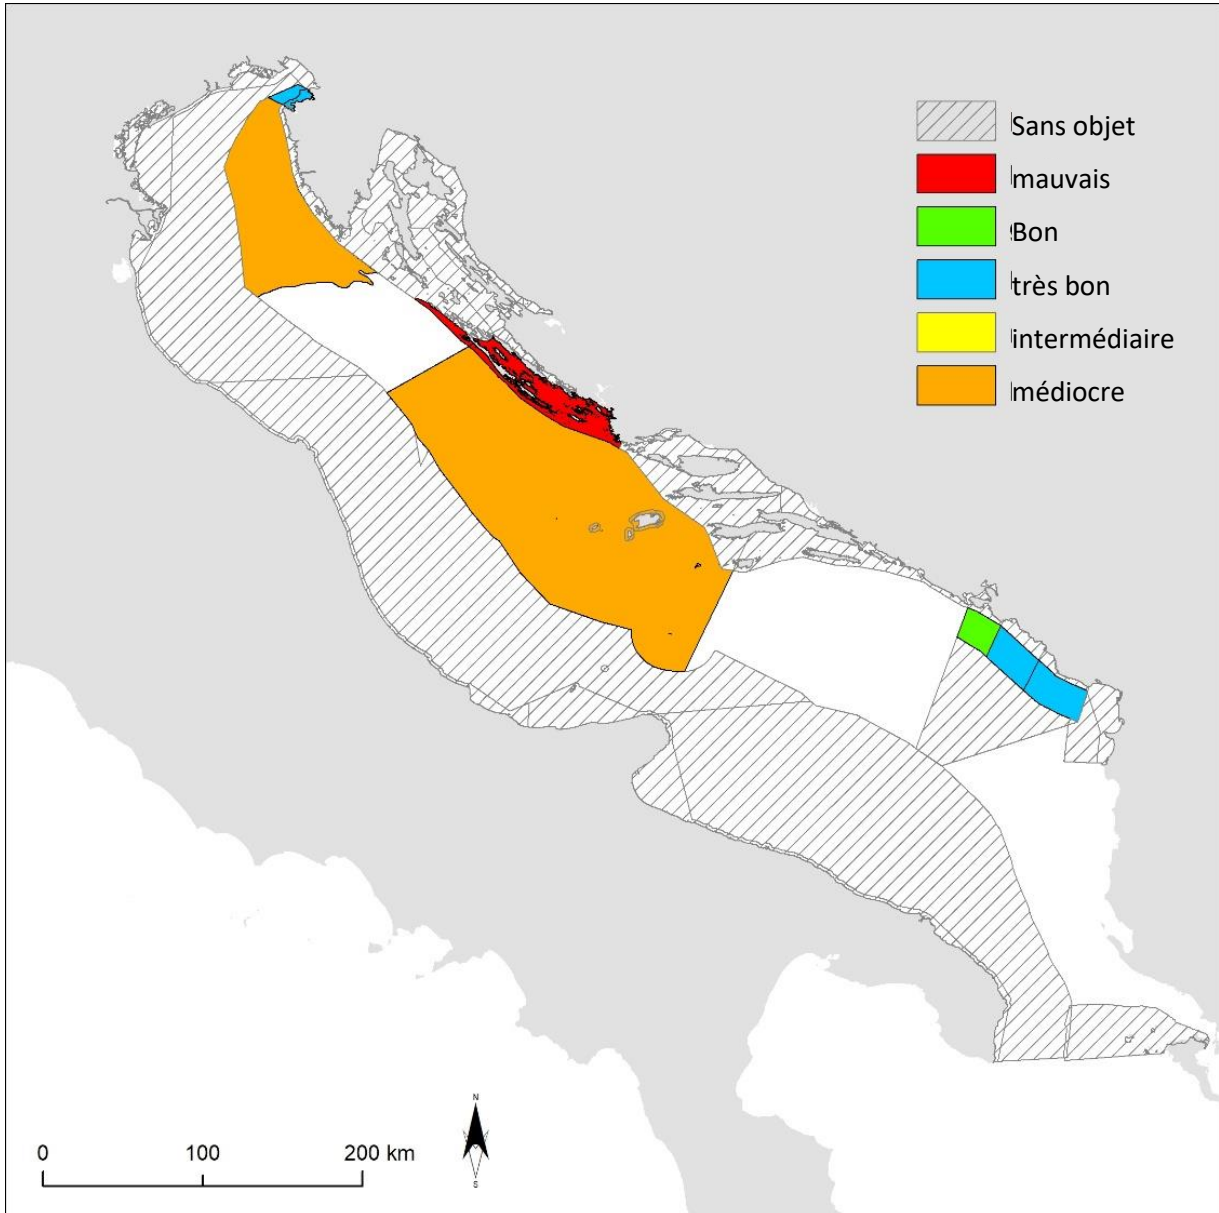 Sans objet
mauvais
Bon
très bon
intermédiaire
médiocre
N
S
0 100 200 km